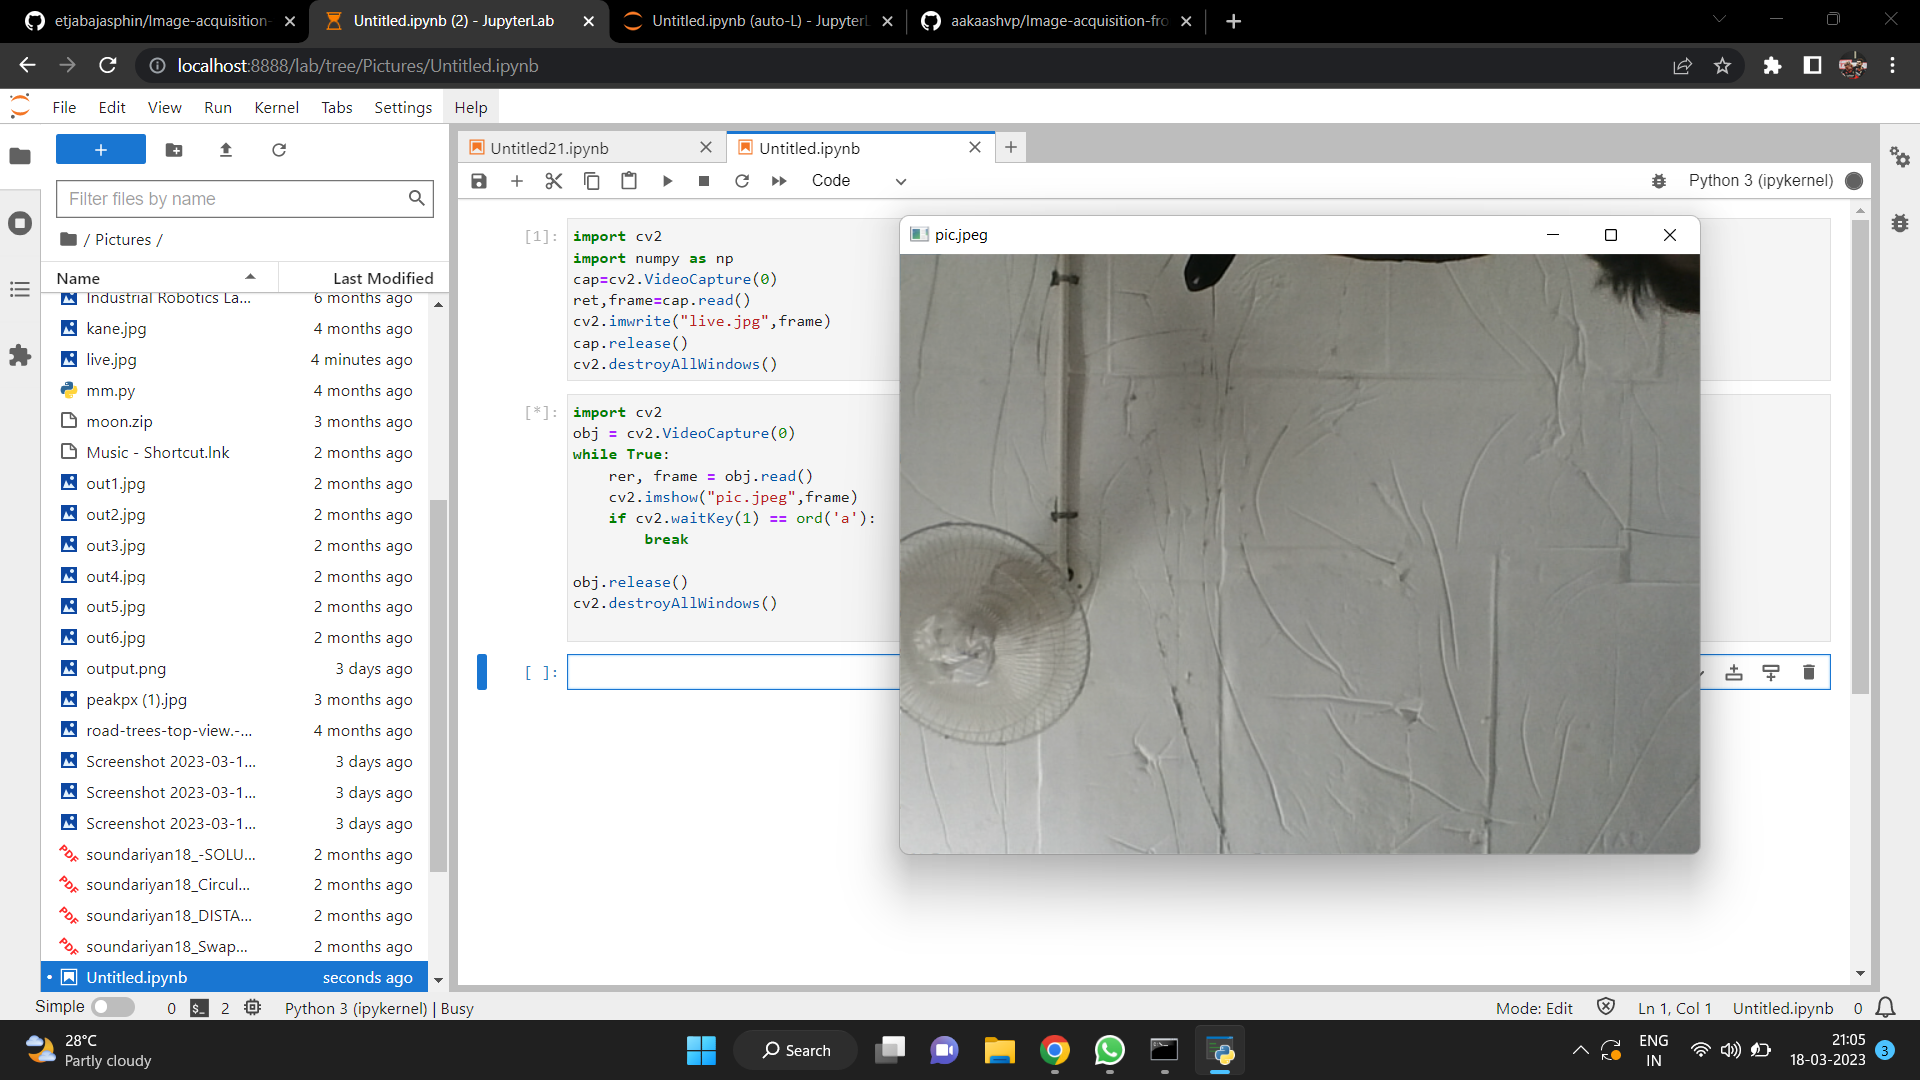 etjabajasphin/Image-acquisition-
Untitled.ipynb (2) - JupyterLab
Untitled.ipynb (auto-L) - Jupyter
aakaashvp/Image-acquisition-fro
localhost:8888/lab/tree/Pictures/Untitled.ipynb
File Edit View Run Kernel Tabs Settings Help
Untitled21.ipynb
Untitled.ipynb
Code
Python 3 (ipykernel)
Filter files by name
/ Pictures /
Name Last Modified
Industrial Robotics La... 6 months ago
kane.jpg 4 months ago
live.jpg 4 minutes ago
mm.py 4 months ago
moon.zip 3 months ago
Music - Shortcut.lnk 2 months ago
out1.jpg 2 months ago
out2.jpg 2 months ago
out3.jpg 2 months ago
out4.jpg 2 months ago
out5.jpg 2 months ago
out6.jpg 2 months ago
output.png 3 days ago
peakpx (1).jpg 3 months ago
road-trees-top-view.-... 4 months ago
Screenshot 2023-03-1... 3 days ago
Screenshot 2023-03-1... 3 days ago
Screenshot 2023-03-1... 3 days ago
soundariyan18_-SOLU... 2 months ago
soundariyan18_Circul... 2 months ago
soundariyan18_DISTA... 2 months ago
soundariyan18_Swap... 2 months ago
Untitled.ipynb seconds ago
[1]:
import cv2
import numpy as np
cap=cv2.VideoCapture(0)
ret,frame=cap.read()
cv2.imwrite("live.jpg",frame)
cap.release()
cv2.destroyAllWindows()
[*]:
import cv2
obj = cv2.VideoCapture(0)
while True:
    rer, frame = obj.read()
    cv2.imshow("pic.jpeg",frame)
    if cv2.waitKey(1) == ord('a'):
        break
obj.release()
cv2.destroyAllWindows()
[ ]:
pic.jpeg
Simple 0 2 Python 3 (ipykernel) | Busy
Mode: Edit Ln 1, Col 1 Untitled.ipynb 0
28°C
Partly cloudy
Search
ENG
IN
21:05
18-03-2023
3